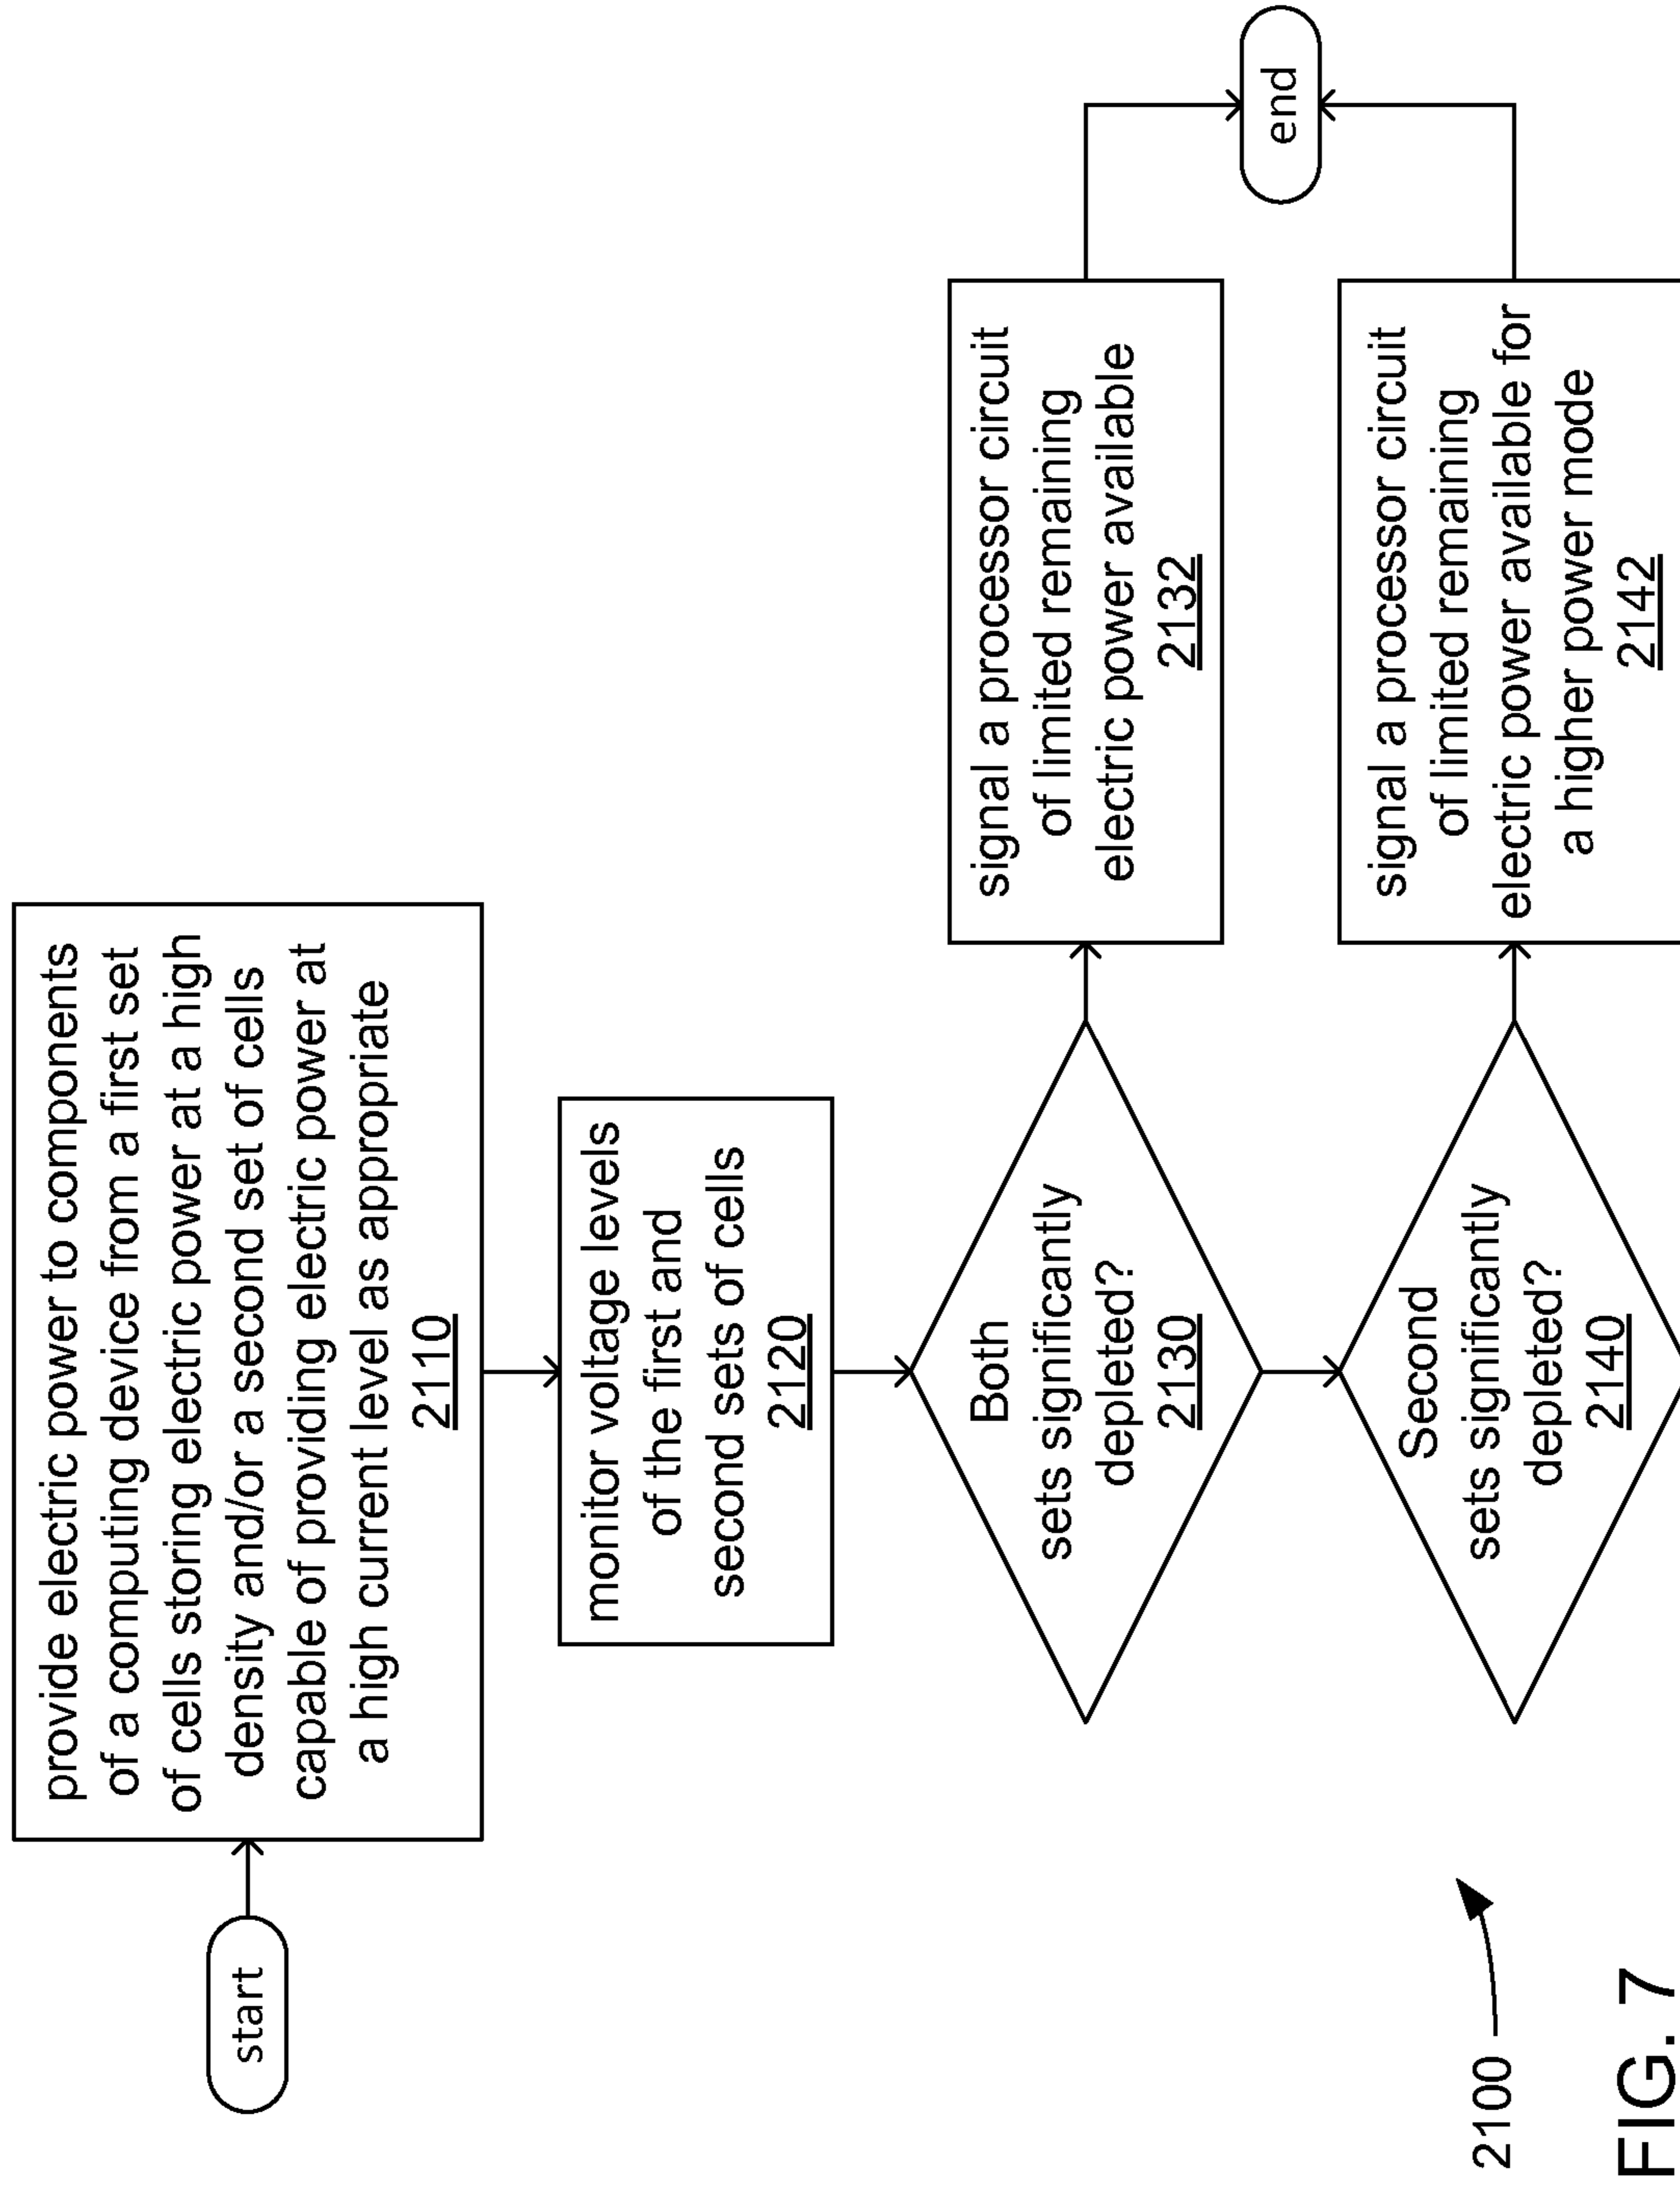 start
provide electric power to components
of a computing device from a first set
of cells storing electric power at a high
density and/or a second set of cells
capable of providing electric power at
a high current level as appropriate
2110
monitor voltage levels
of the first and
second sets of cells
2120
Both
sets significantly
depleted?
2130
signal a processor circuit
of limited remaining
electric power available
2132
end
Second
sets significantly
depleted?
2140
signal a processor circuit
of limited remaining
electric power available for
a higher power mode
2142
2100
FIG. 7